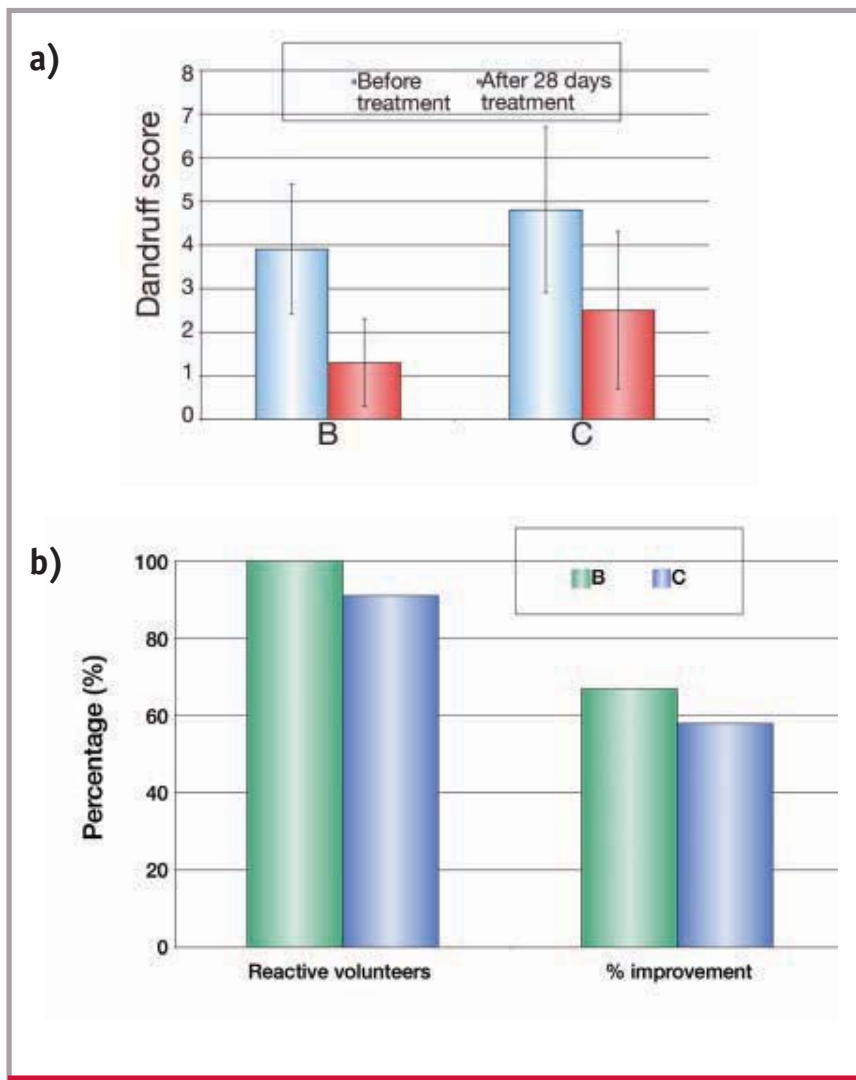 a)
Before treatment
After 28 days treatment
8
7
6
5
4
3
2
1
0
Dandruff score
B
C
b)
B
C
100
80
60
40
20
0
Percentage (%)
Reactive volunteers
% improvement